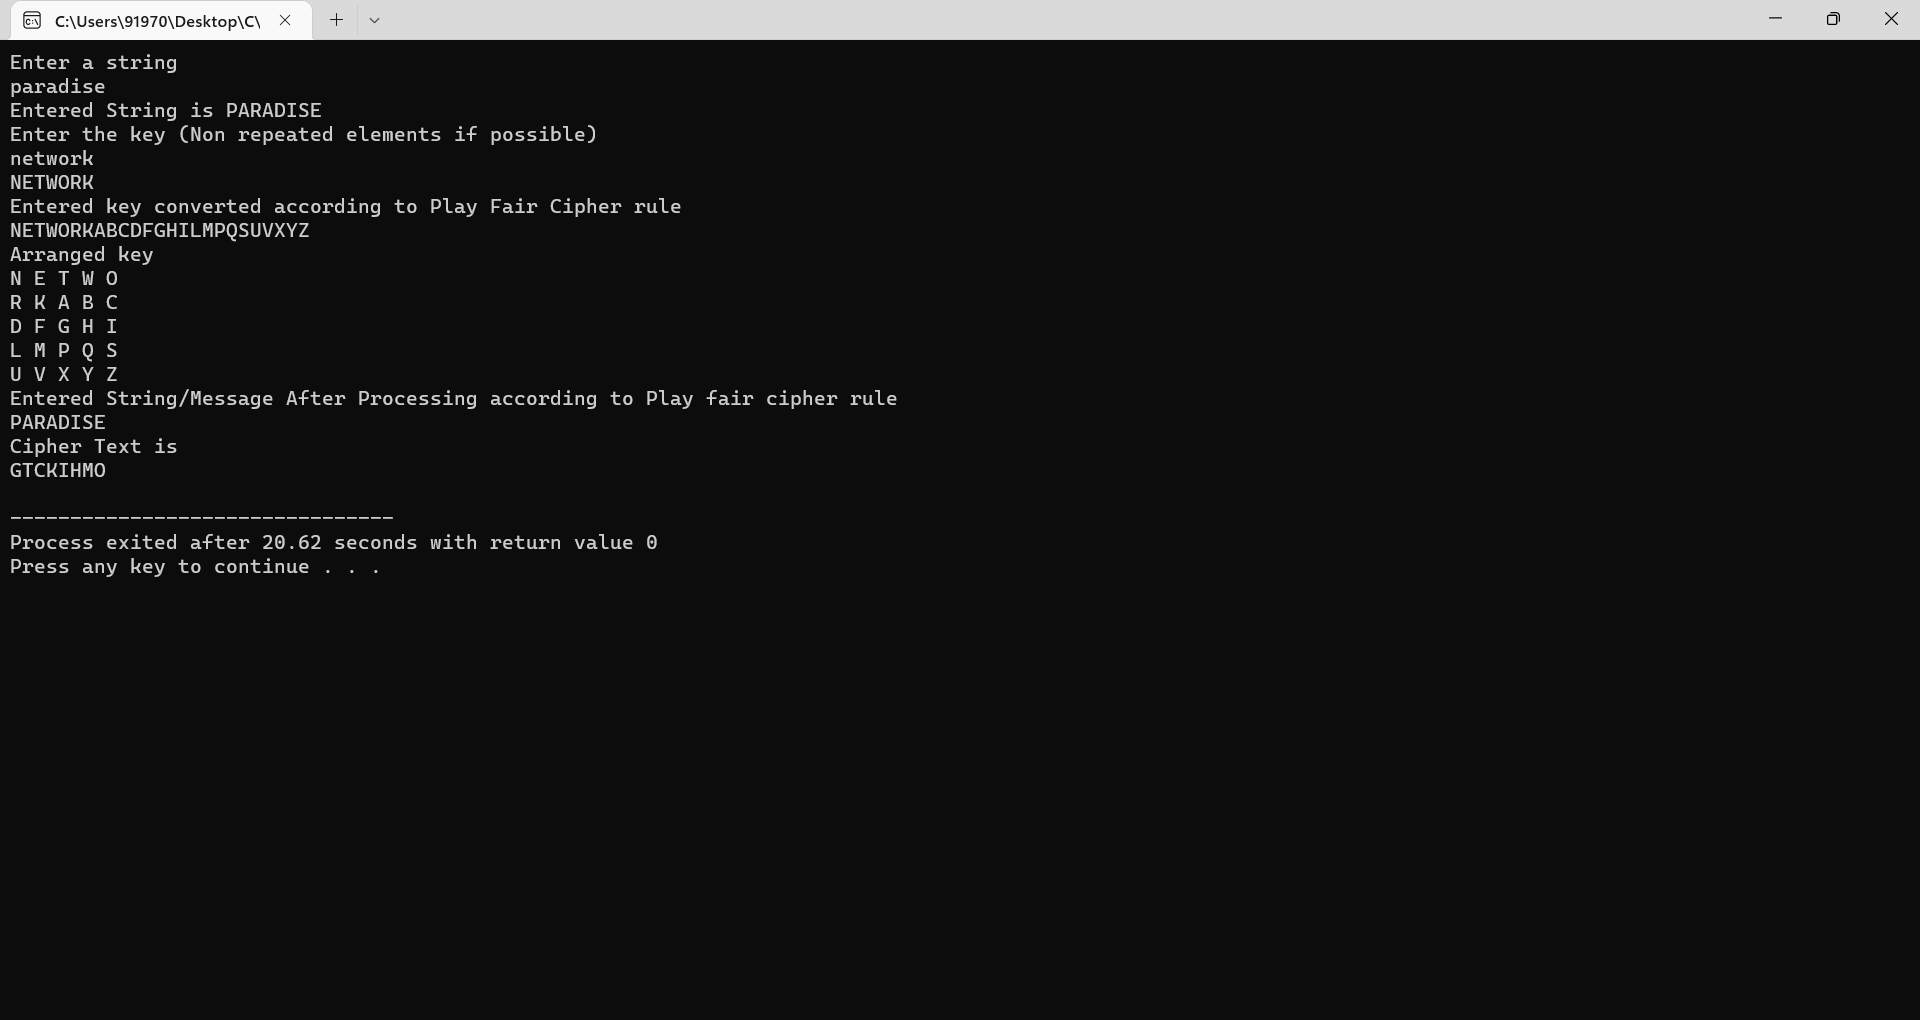 C:\Users\91970\Desktop\C\
Enter a string
paradise
Entered String is PARADISE
Enter the key (Non repeated elements if possible)
network
NETWORK
Entered key converted according to Play Fair Cipher rule
NETWORKABCDFGHILMPQSUVXYZ
Arranged key
N E T W O
R K A B C
D F G H I
L M P Q S
U V X Y Z
Entered String/Message After Processing according to Play fair cipher rule
PARADISE
Cipher Text is
GTCKIHMO
--------------------------------
Process exited after 20.62 seconds with return value 0
Press any key to continue . . .